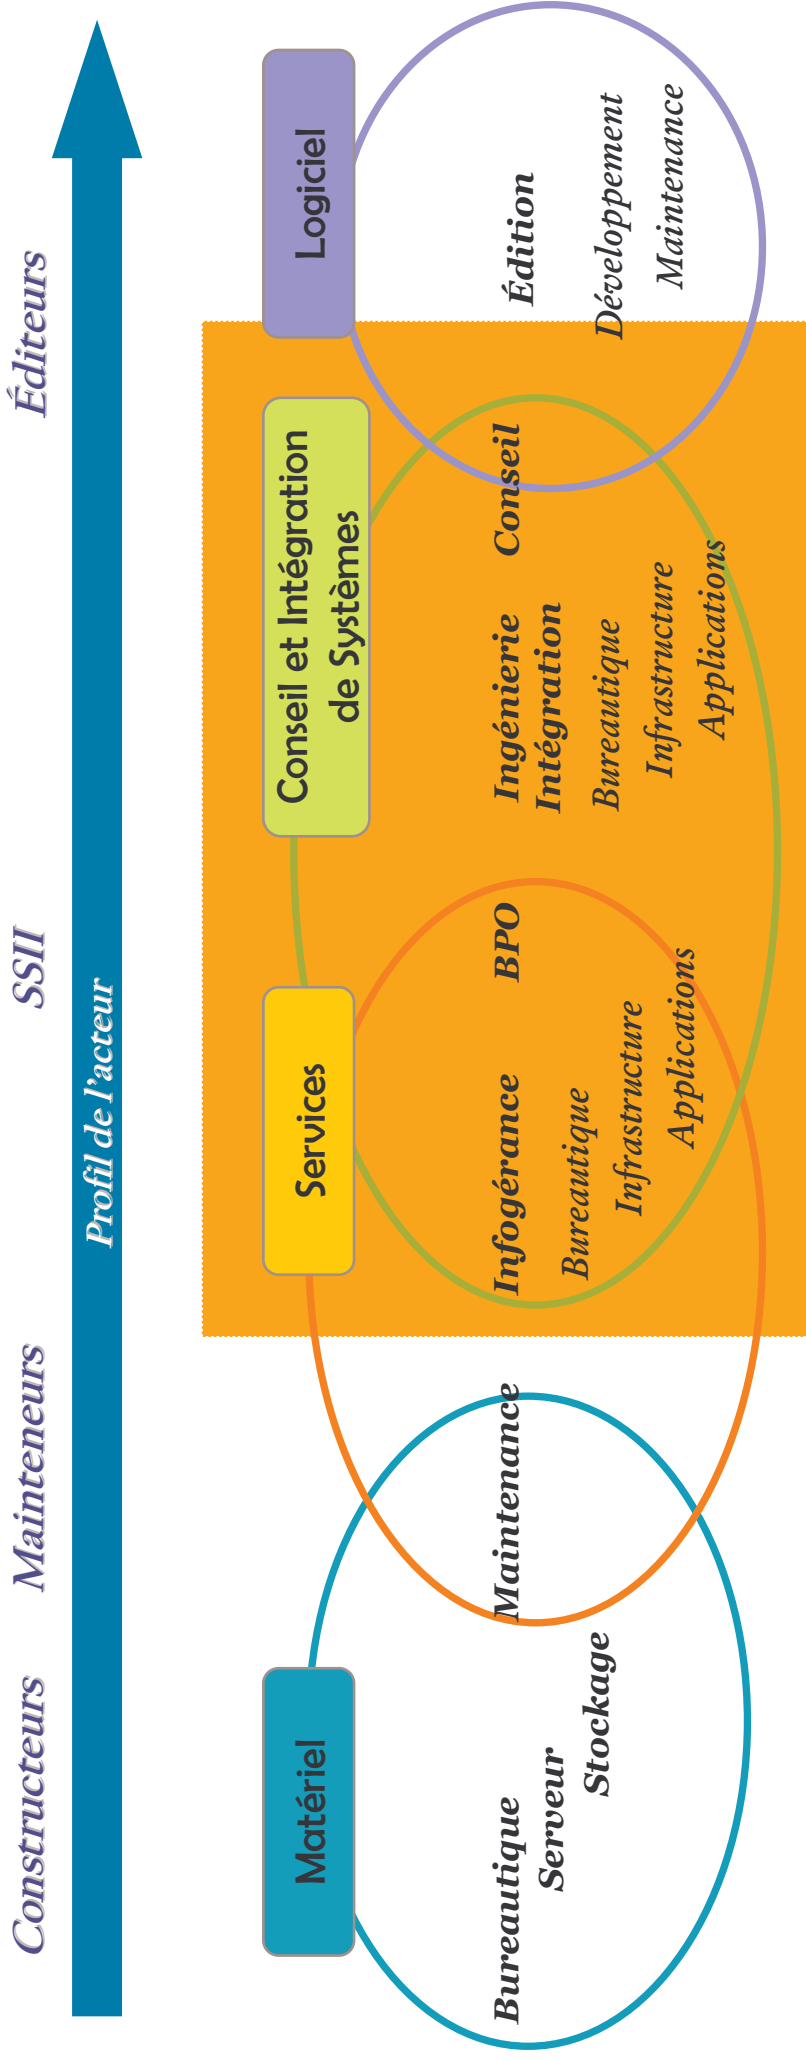 Constructeurs
Mainteneurs
SSII
Éditeurs
Profil de l'acteur
Matériel
Services
Conseil et Intégration
de Systèmes
Logiciel
Bureautique
Serveur
Stockage
Maintenance
Infogérance
Bureautique
Infrastructure
Applications
BPO
Ingénierie
Intégration
Bureautique
Infrastructure
Applications
Conseil
Édition
Développement
Maintenance